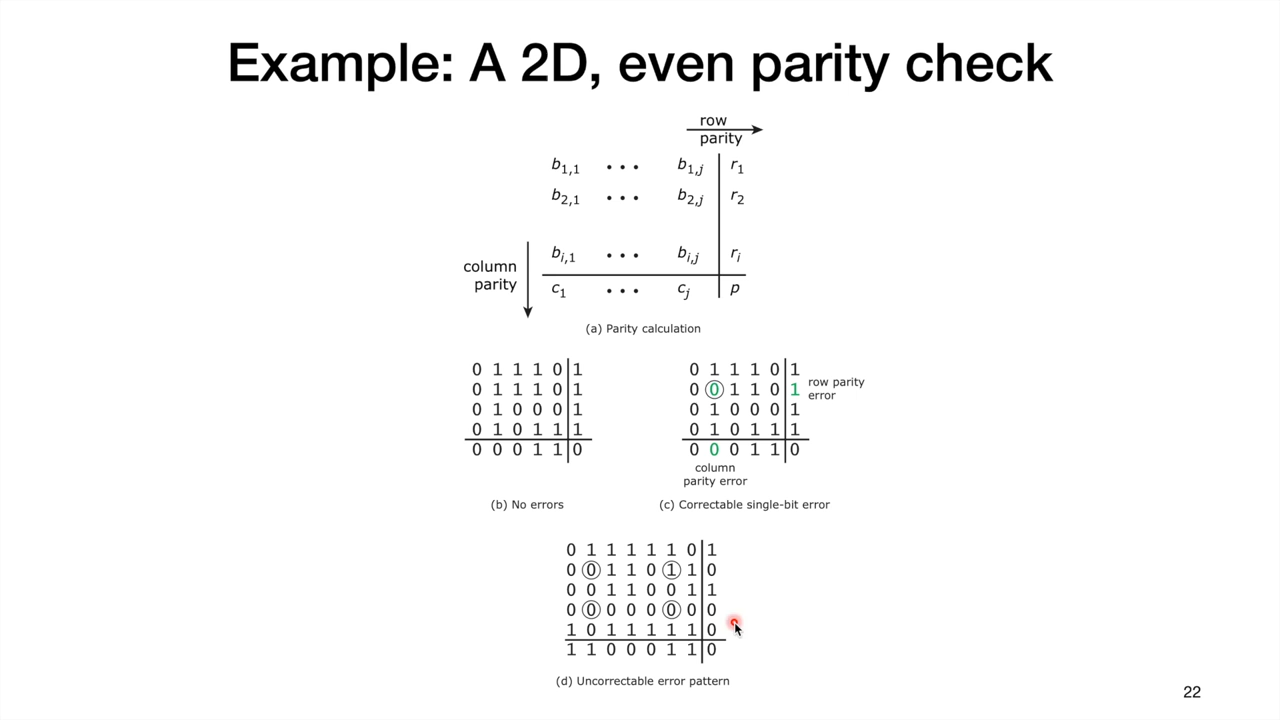 Example: A 2D, even parity check
row
parity
b1,1 • • • b1,j r1
b2,1 • • • b2,j r2
bi,1 • • • bi,j ri
column
parity
c1 • • • cj p
(a) Parity calculation
0 1 1 1 0 1
0 1 1 1 0 1
0 1 0 0 0 1
0 1 0 1 1 1
0 0 0 1 1 0
(b) No errors
0 1 1 1 0 1
0 0 1 1 0 1
0 1 0 0 0 1
0 1 0 1 1 1
0 0 0 1 1 0
row parity
error
column
parity error
(c) Correctable single-bit error
0 1 1 1 1 1 0 1
0 0 1 1 0 1 1 0
0 0 1 1 0 0 1 1
0 0 0 0 0 0 0 0
1 0 1 1 1 1 1 0
1 1 0 0 0 1 1 0
(d) Uncorrectable error pattern
22